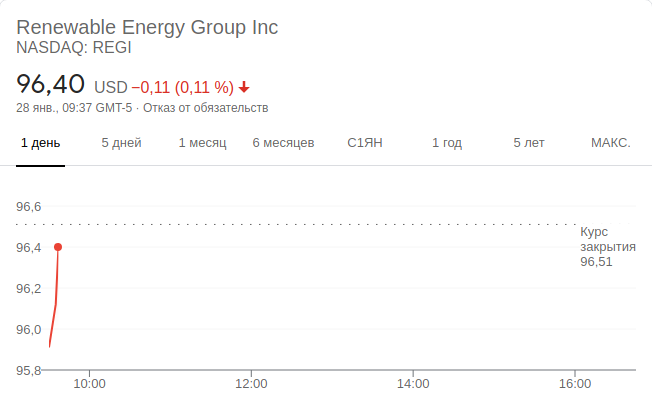 Renewable Energy Group Inc
NASDAQ: REGI
96,40 USD −0,11 (0,11 %)
28 янв., 09:37 GMT-5 · Отказ от обязательств
1 день 5 дней 1 месяц 6 месяцев С1ЯН 1 год 5 лет МАКС.
96,6
Курс
закрытия
96,51
96,4
96,2
96,0
95,8
10:00 12:00 14:00 16:00